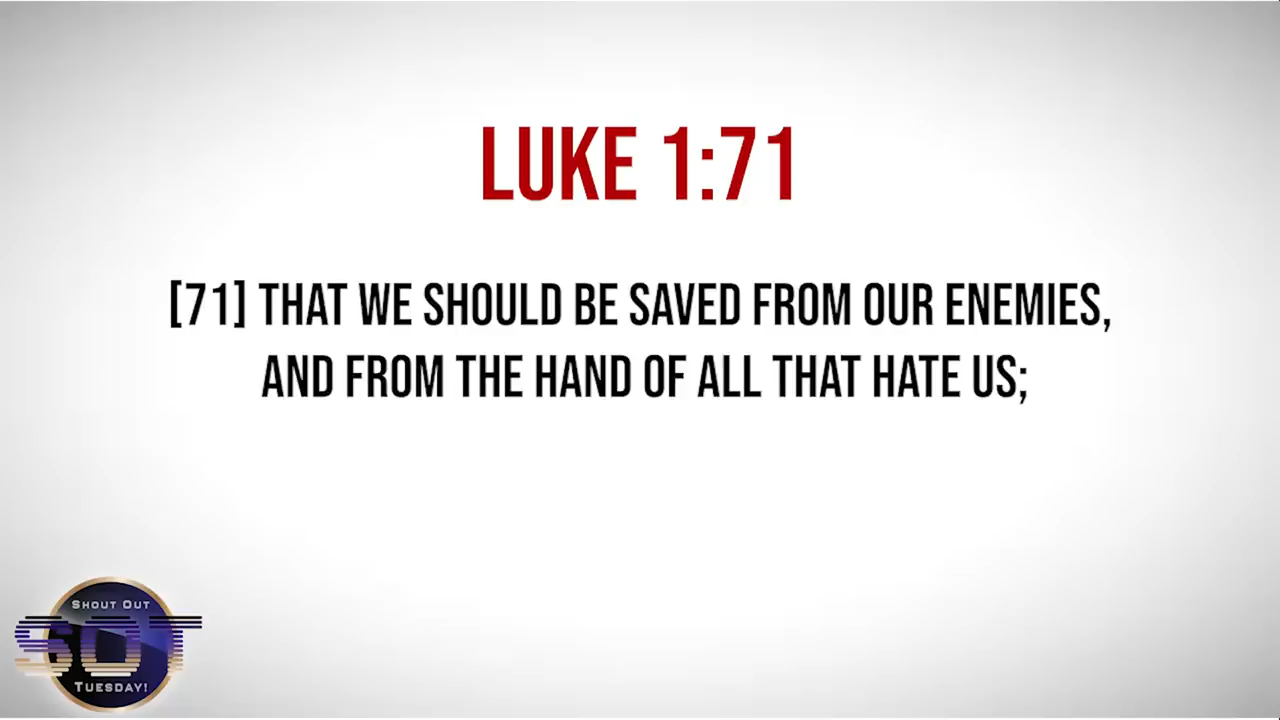 LUKE 1:71
[71] THAT WE SHOULD BE SAVED FROM OUR ENEMIES,
AND FROM THE HAND OF ALL THAT HATE US;
SHOUT OUT
SOT
TUESDAY!